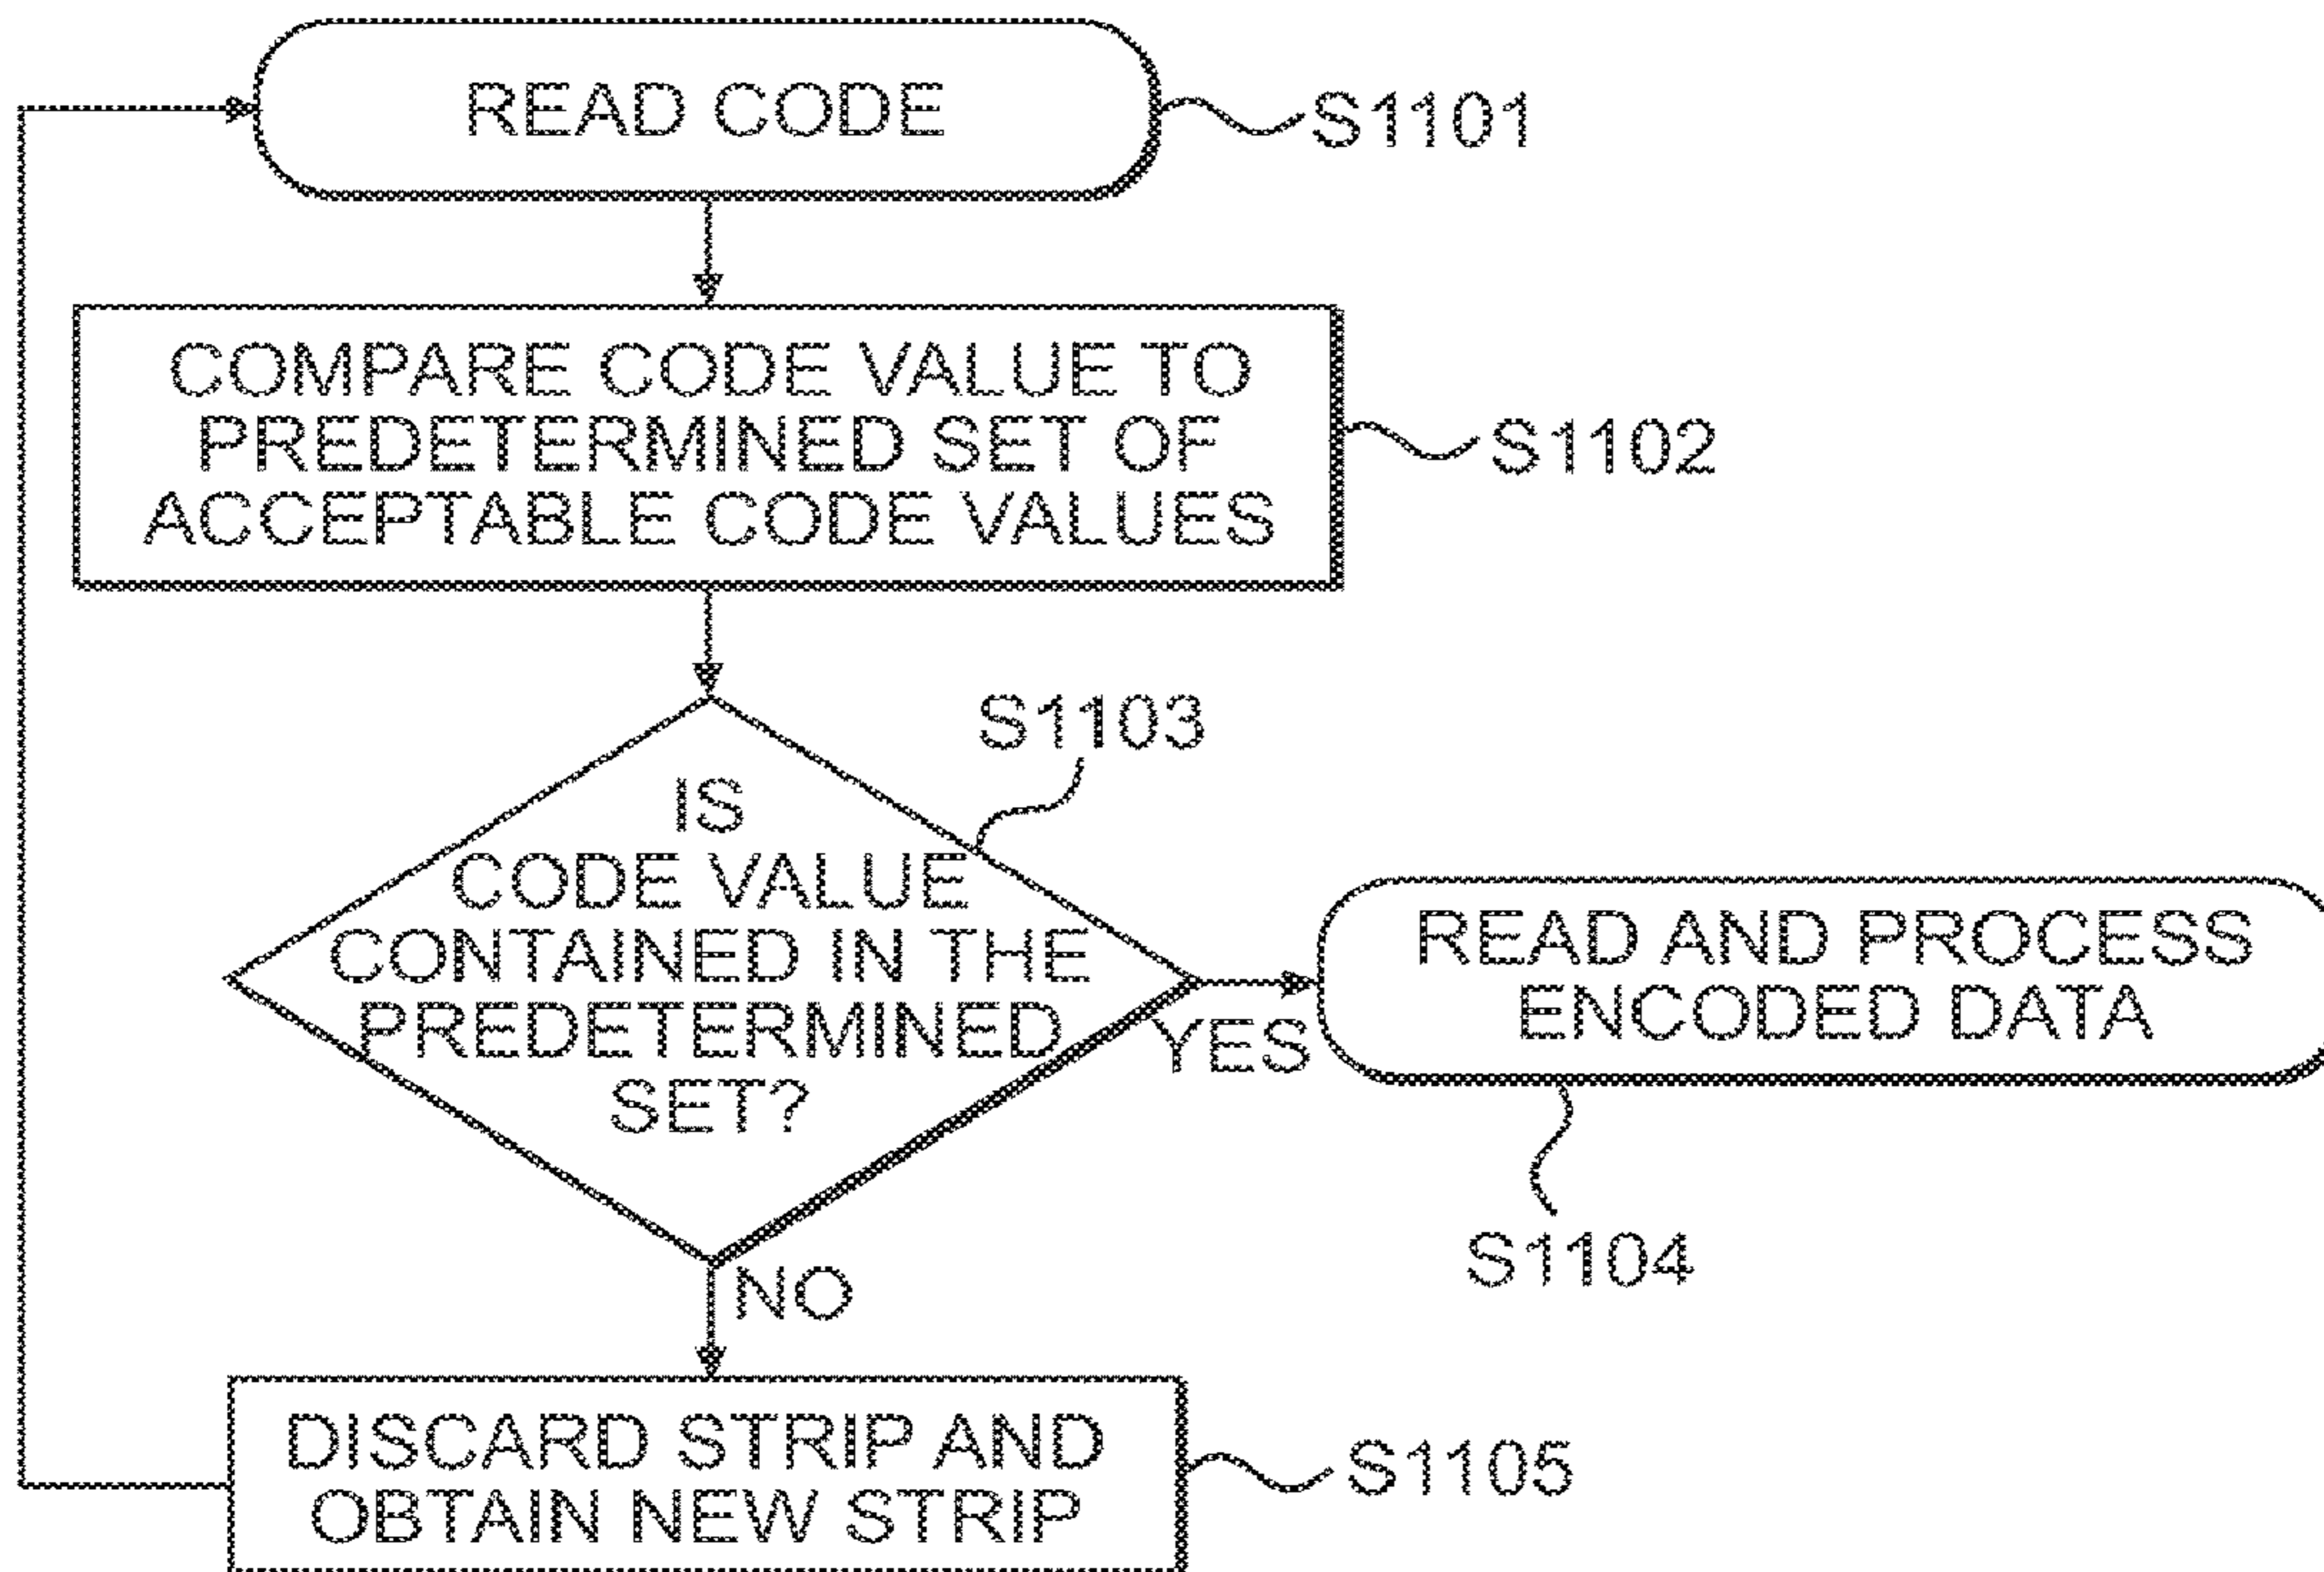 READ CODE
S1101
COMPARE CODE VALUE TO
PREDETERMINED SET OF
ACCEPTABLE CODE VALUES
S1102
S1103
IS
CODE VALUE
CONTAINED IN THE
PREDETERMINED
SET?
YES
READ AND PROCESS
ENCODED DATA
S1104
NO
DISCARD STRIP AND
OBTAIN NEW STRIP
S1105